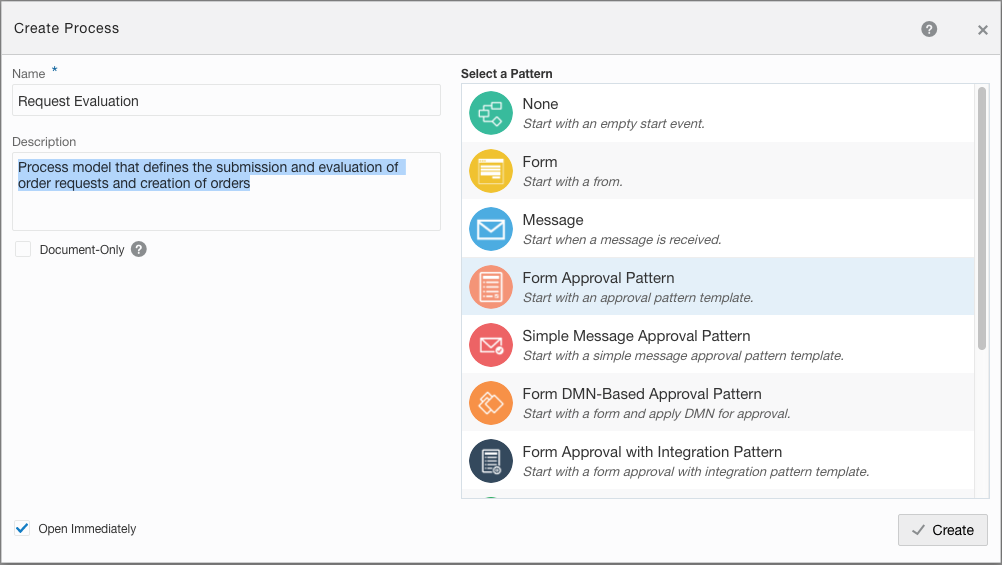 Create Process
?
Name *
Request Evaluation
Description
Process model that defines the submission and evaluation of
order requests and creation of orders
Document-Only ?
Select a Pattern
None
Start with an empty start event.
Form
Start with a from.
Message
Start when a message is received.
Form Approval Pattern
Start with an approval pattern template.
Simple Message Approval Pattern
Start with a simple message approval pattern template.
Form DMN-Based Approval Pattern
Start with a form and apply DMN for approval.
Form Approval with Integration Pattern
Start with a form approval with integration pattern template.
Open Immediately
Create